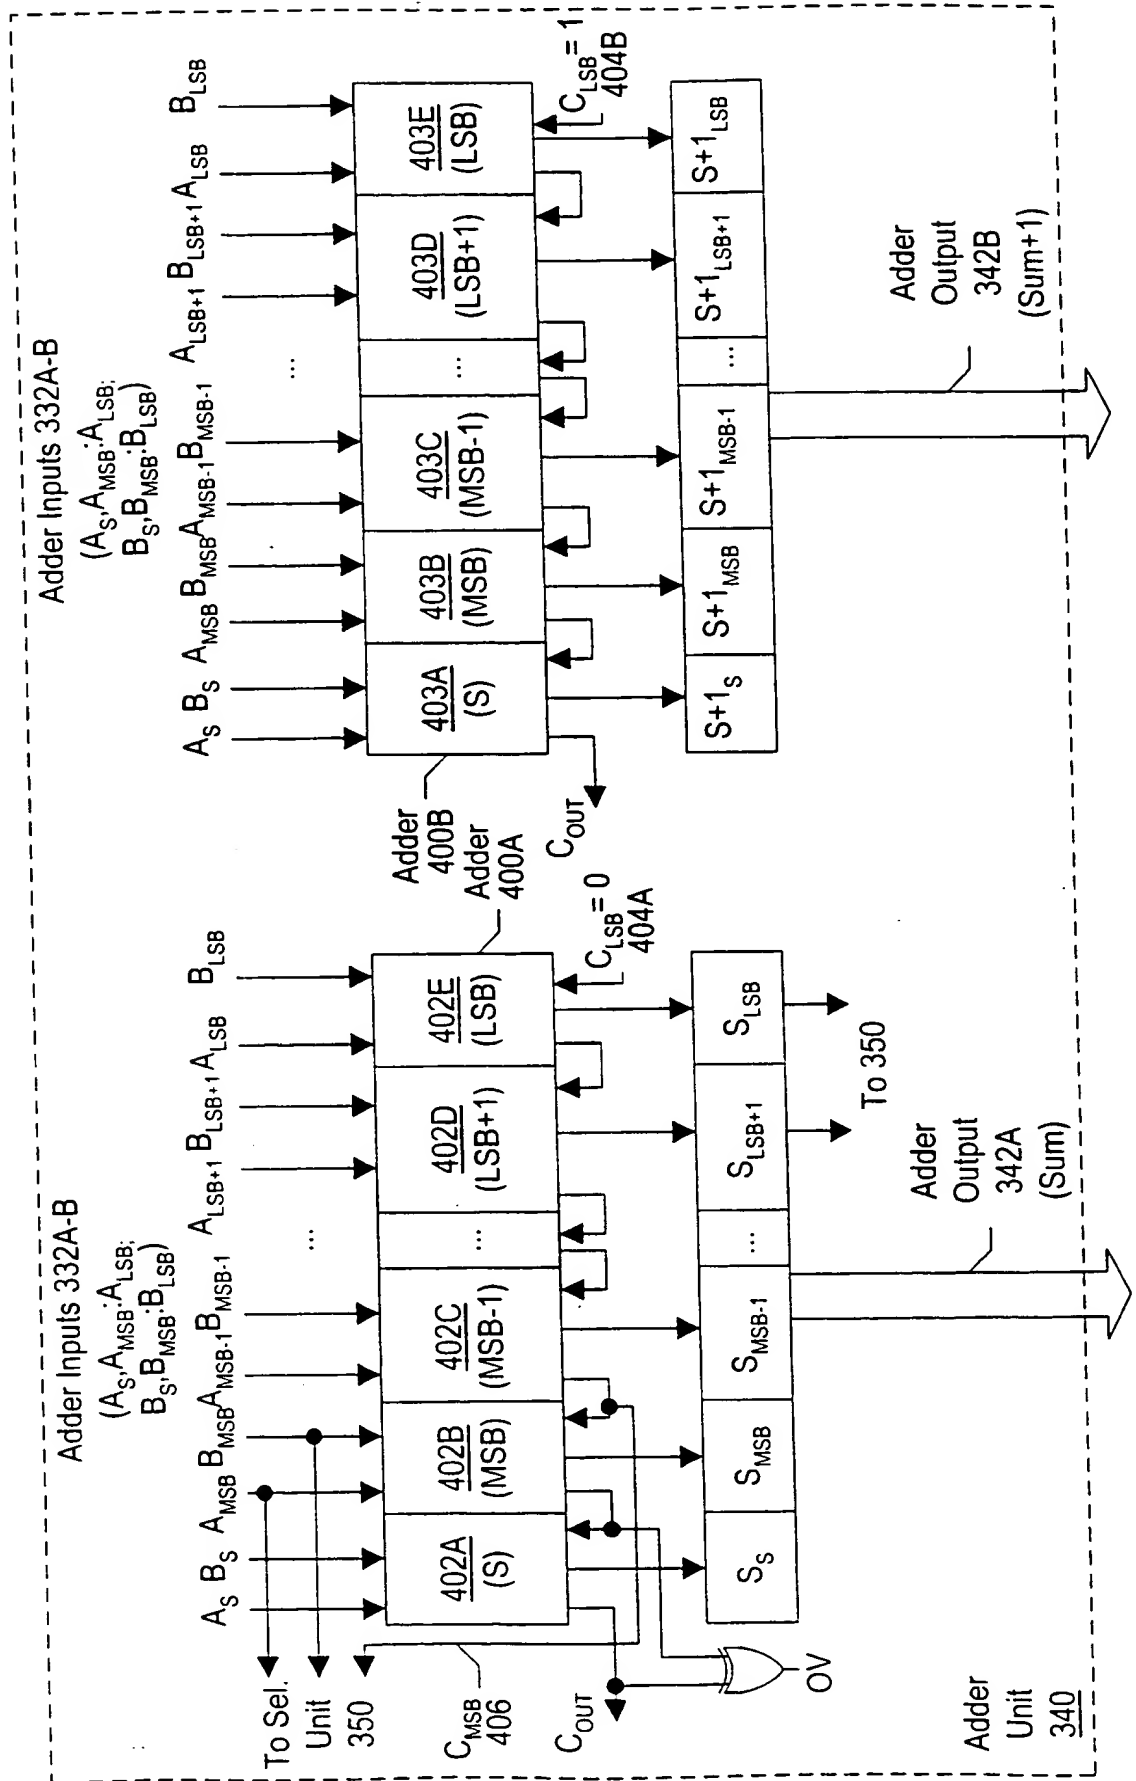 Adder Inputs 332A-B
(A_S,A_MSB:A_LSB;
B_S,B_MSB:B_LSB)
A_S B_S A_MSB B_MSB A_MSB-1 B_MSB-1 ... A_LSB+1 B_LSB+1 A_LSB B_LSB
402A
(S)
402B
(MSB)
402C
(MSB-1)
...
402D
(LSB+1)
402E
(LSB)
Adder
400A
C_LSB = 0
404A
To Sel.
Unit
350
C_MSB
406
C_OUT
OV
S_S
S_MSB
S_MSB-1
...
S_LSB+1
S_LSB
To 350
Adder
Output
342A
(Sum)
Adder Inputs 332A-B
(A_S,A_MSB:A_LSB;
B_S,B_MSB:B_LSB)
A_S B_S A_MSB B_MSB A_MSB-1 B_MSB-1 ... A_LSB+1 B_LSB+1 A_LSB B_LSB
403A
(S)
403B
(MSB)
403C
(MSB-1)
...
403D
(LSB+1)
403E
(LSB)
Adder
400B
C_LSB = 1
404B
C_OUT
S+1_S
S+1_MSB
S+1_MSB-1
...
S+1_LSB+1
S+1_LSB
Adder
Output
342B
(Sum+1)
Adder
Unit
340